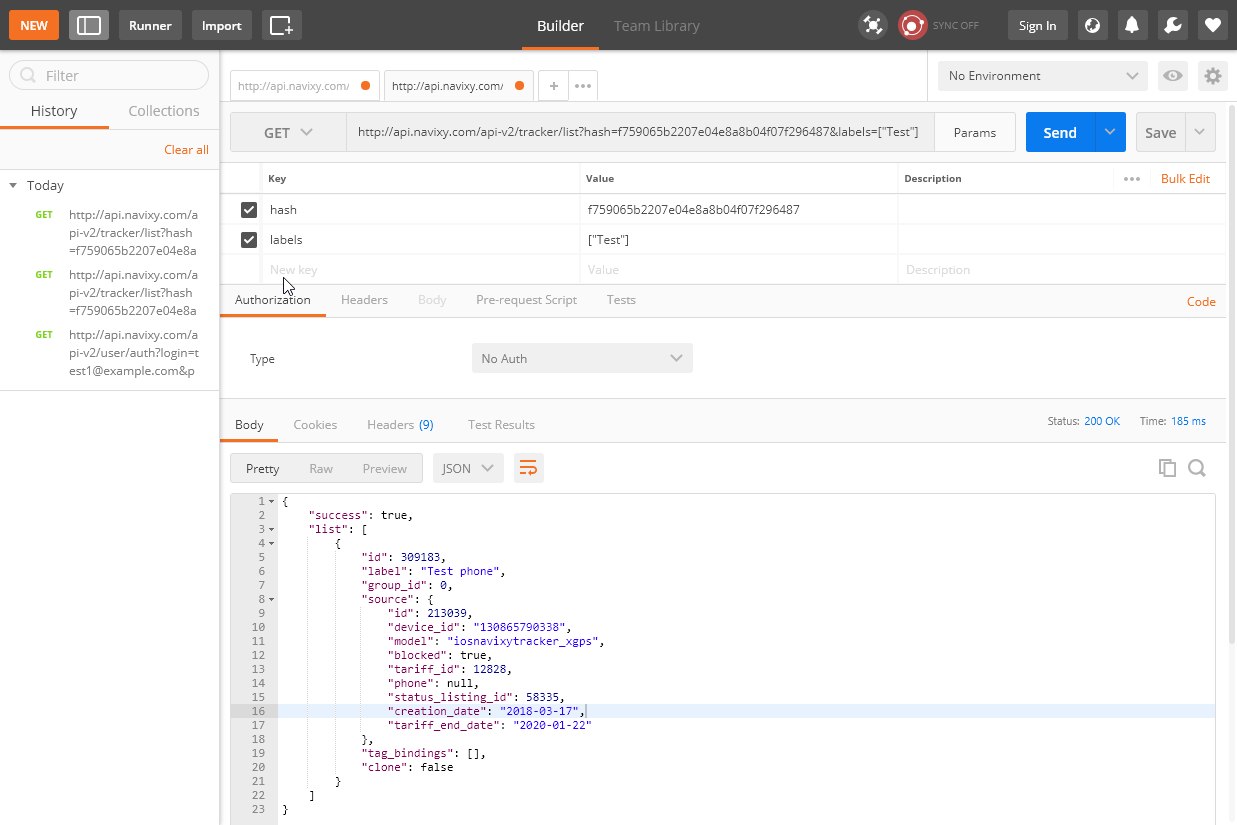 NEW
Runner
Import
Builder
Team Library
SYNC OFF
Sign In
Filter
History
Collections
Clear all
Today
GET http://api.navixy.com/a
pi-v2/tracker/list?hash
=f759065b2207e04e8a
GET http://api.navixy.com/a
pi-v2/tracker/list?hash
=f759065b2207e04e8a
GET http://api.navixy.com/a
pi-v2/user/auth?login=t
est1@example.com&p
http://api.navixy.com/
http://api.navixy.com/
+
•••
No Environment
GET
http://api.navixy.com/api-v2/tracker/list?hash=f759065b2207e04e8a8b04f07f296487&labels=["Test"]
Params
Send
Save
Key Value Description ••• Bulk Edit
hash f759065b2207e04e8a8b04f07f296487
labels ["Test"]
New key Value Description
Authorization Headers Body Pre-request Script Tests Code
Type No Auth
Body Cookies Headers (9) Test Results Status: 200 OK Time: 185 ms
Pretty Raw Preview JSON
1 {
2 "success": true,
3 "list": [
4 {
5 "id": 309183,
6 "label": "Test phone",
7 "group_id": 0,
8 "source": {
9 "id": 213039,
10 "device_id": "130865790338",
11 "model": "iosnavixytracker_xgps",
12 "blocked": true,
13 "tariff_id": 12828,
14 "phone": null,
15 "status_listing_id": 58335,
16 "creation_date": "2018-03-17",
17 "tariff_end_date": "2020-01-22"
18 },
19 "tag_bindings": [],
20 "clone": false
21 }
22 ]
23 }